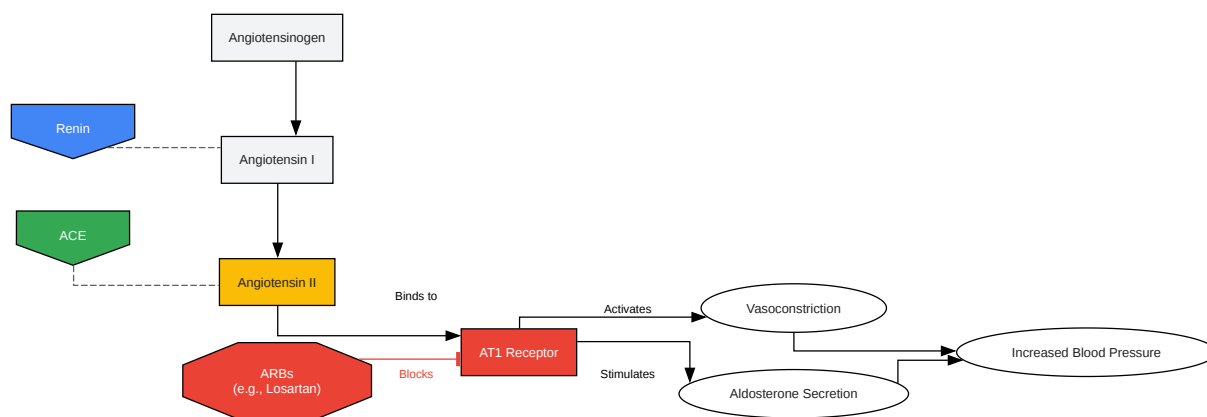 Angiotensinogen
Renin
Angiotensin I
ACE
Angiotensin II
Binds to
Activates
Vasoconstriction
AT1 Receptor
Increased Blood Pressure
ARBs
(e.g., Losartan)
Blocks
Stimulates
Aldosterone Secretion